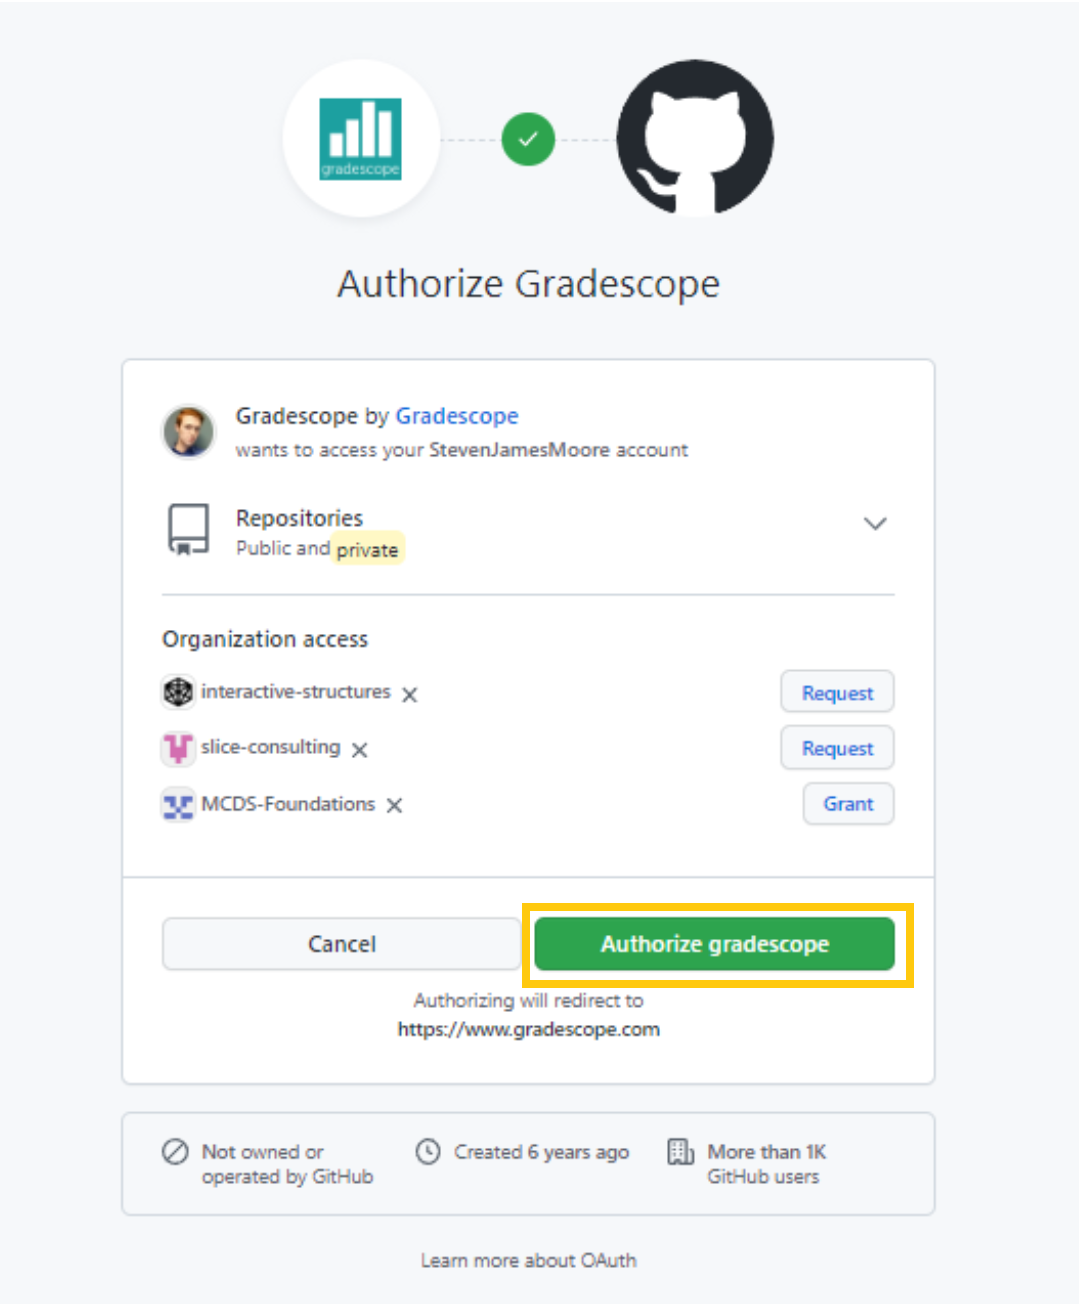 gradescope
Authorize Gradescope
Gradescope by Gradescope
wants to access your StevenJamesMoore account
Repositories
Public and private
Organization access
interactive-structures
Request
slice-consulting
Request
MCDS-Foundations
Grant
Cancel
Authorize gradescope
Authorizing will redirect to
https://www.gradescope.com
Not owned or
operated by GitHub
Created 6 years ago
More than 1K
GitHub users
Learn more about OAuth